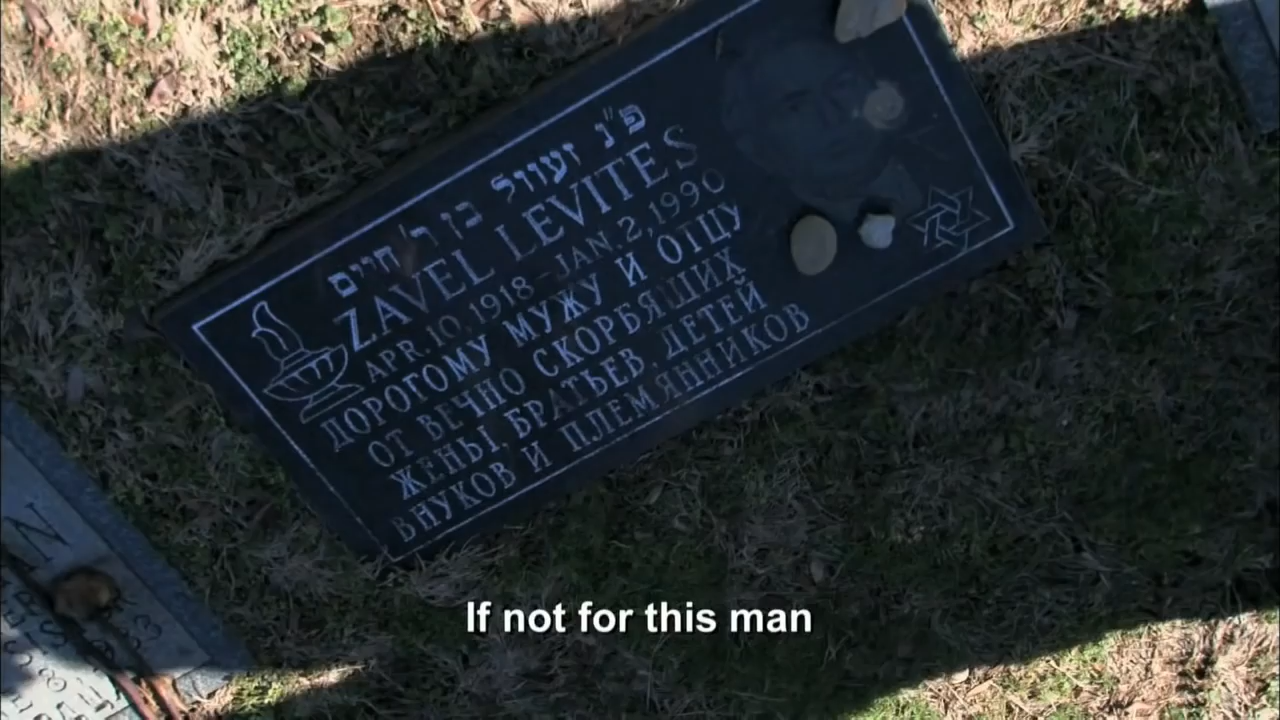 פ"נ
זעוול בן ר' חיים
ZAVEL LEVITES
APR. 10, 1918 – JAN. 2, 1990
ДОРОГОМУ МУЖУ И ОТЦУ
ОТ ВЕЧНО СКОРБЯЩИХ
ЖЕНЫ, БРАТЬЕВ, ДЕТЕЙ
ВНУКОВ И ПЛЕМЯННИКОВ
If not for this man